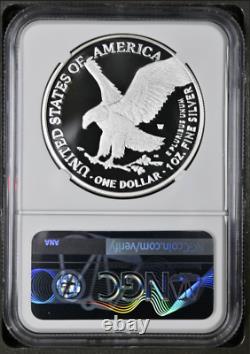 UNITED STATES OF AMERICA
W
E PLURIBUS UNUM
1 OZ. FINE SILVER - ONE DOLLAR -
ANA
NGCcoin.com/verify
NGC